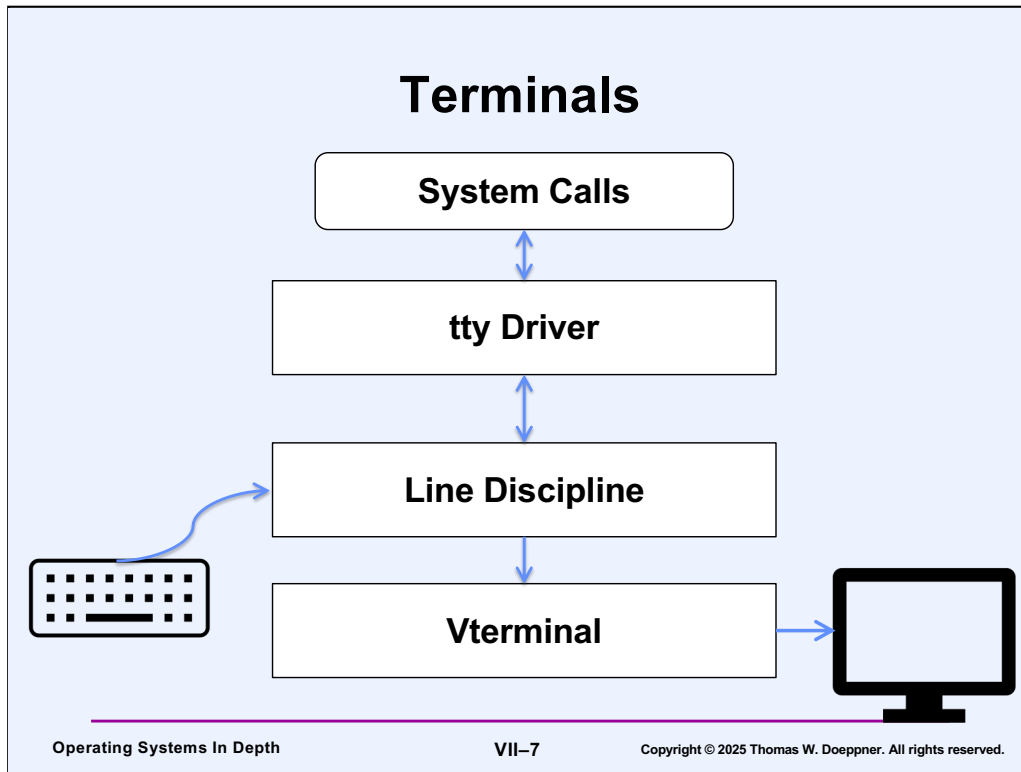 Terminals
System Calls
tty Driver
Line Discipline
Vterminal
Operating Systems In Depth VII–7 Copyright © 2025 Thomas W. Doeppner. All rights reserved.